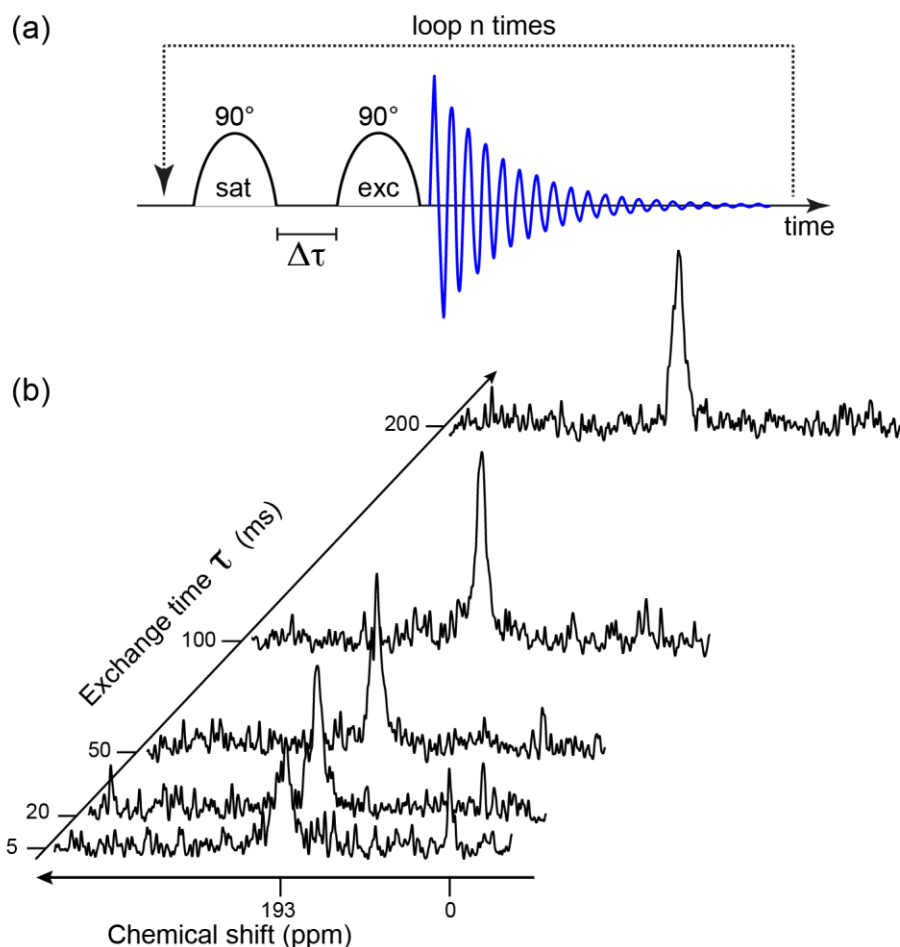 (a)
loop n times
90°
90°
sat
exc
Δτ
time
(b)
200
100
50
20
5
Exchange time τ (ms)
193
0
Chemical shift (ppm)